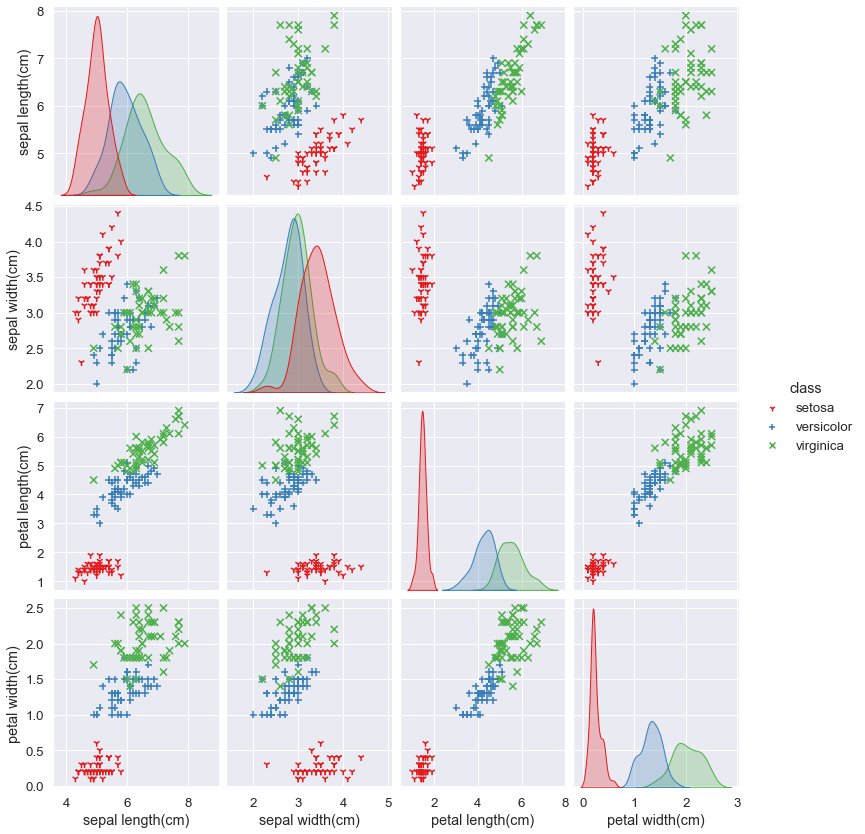 sepal length(cm)
8
7
6
5
sepal width(cm)
4.5
4.0
3.5
3.0
2.5
2.0
class
setosa
versicolor
virginica
petal length(cm)
7
6
5
4
3
2
1
petal width(cm)
2.5
2.0
1.5
1.0
0.5
0.0
4 6 8 2 3 4 5 2 4 6 8 0 1 2 3
sepal length(cm) sepal width(cm) petal length(cm) petal width(cm)